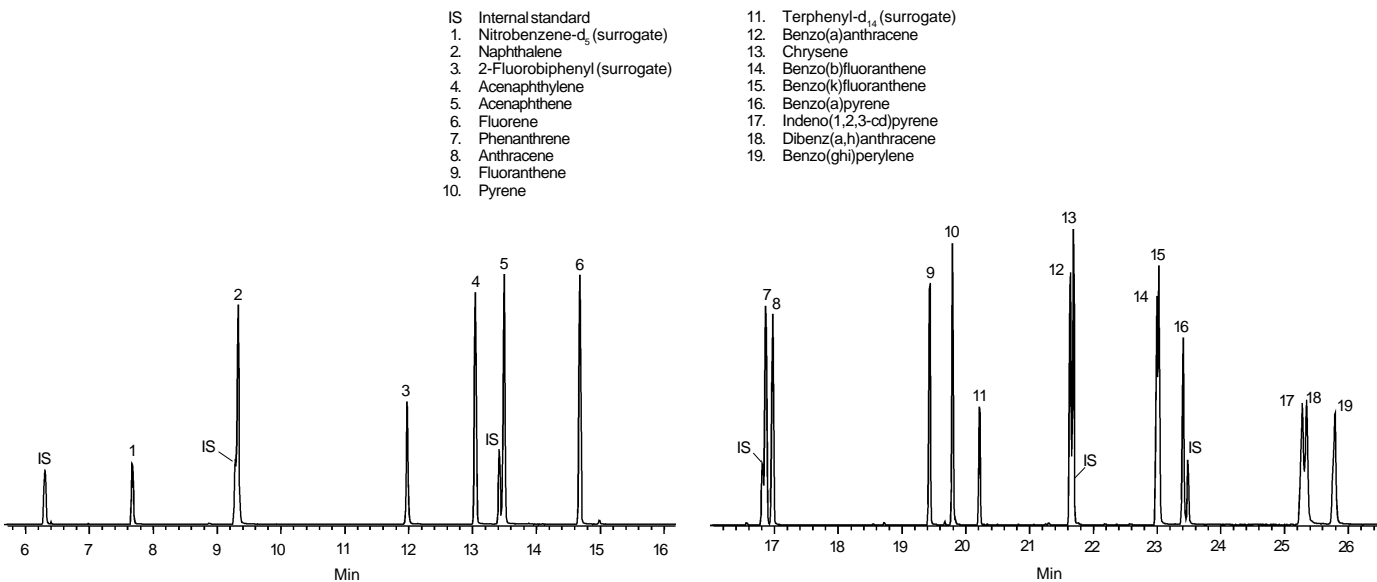 IS Internal standard
1. Nitrobenzene-d5 (surrogate)
2. Naphthalene
3. 2-Fluorobiphenyl (surrogate)
4. Acenaphthylene
5. Acenaphthene
6. Fluorene
7. Phenanthrene
8. Anthracene
9. Fluoranthene
10. Pyrene
11. Terphenyl-d14 (surrogate)
12. Benzo(a)anthracene
13. Chrysene
14. Benzo(b)fluoranthene
15. Benzo(k)fluoranthene
16. Benzo(a)pyrene
17. Indeno(1,2,3-cd)pyrene
18. Dibenz(a,h)anthracene
19. Benzo(ghi)perylene
IS
1
IS
2
3
4
IS
5
6
6 7 8 9 10 11 12 13 14 15 16
Min
IS
7
8
9
10
11
12
13
IS
14
15
16
IS
17
18
19
17 18 19 20 21 22 23 24 25 26
Min